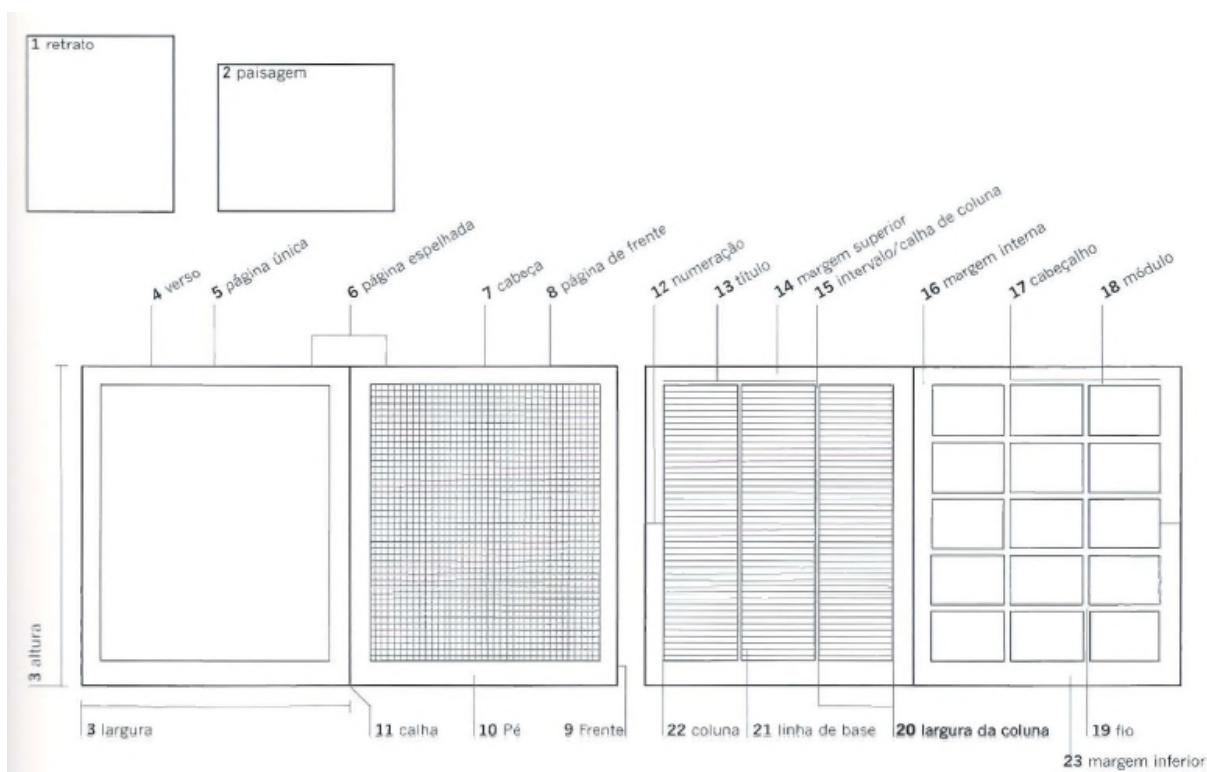 1 retrato
2 paisagem
4 verso
5 página única
6 página espelhada
7 cabeça
8 página de frente
12 numeração
13 título
14 margem superior
15 intervalo/calha de coluna
16 margem interna
17 cabeçalho
18 módulo
3 altura
3 largura
11 calha
10 Pé
9 Frente
22 coluna
21 linha de base
20 largura da coluna
19 fio
23 margem inferior